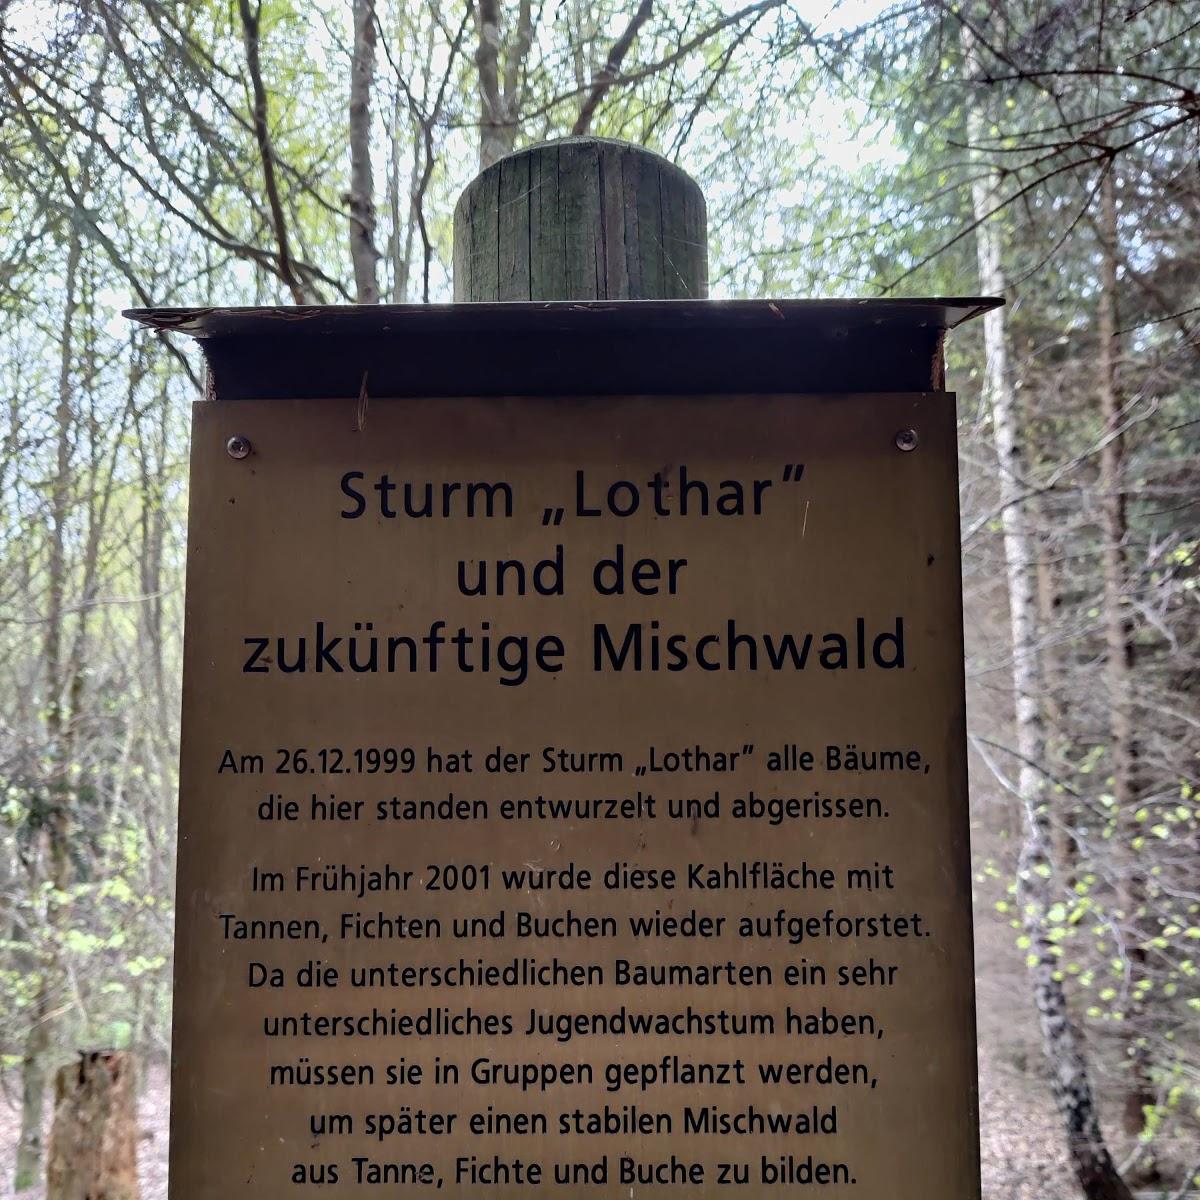 Sturm „Lothar”
und der
zukünftige Mischwald
Am 26.12.1999 hat der Sturm „Lothar” alle Bäume,
die hier standen entwurzelt und abgerissen.
Im Frühjahr 2001 wurde diese Kahlfläche mit
Tannen, Fichten und Buchen wieder aufgeforstet.
Da die unterschiedlichen Baumarten ein sehr
unterschiedliches Jugendwachstum haben,
müssen sie in Gruppen gepflanzt werden,
um später einen stabilen Mischwald
aus Tanne, Fichte und Buche zu bilden.